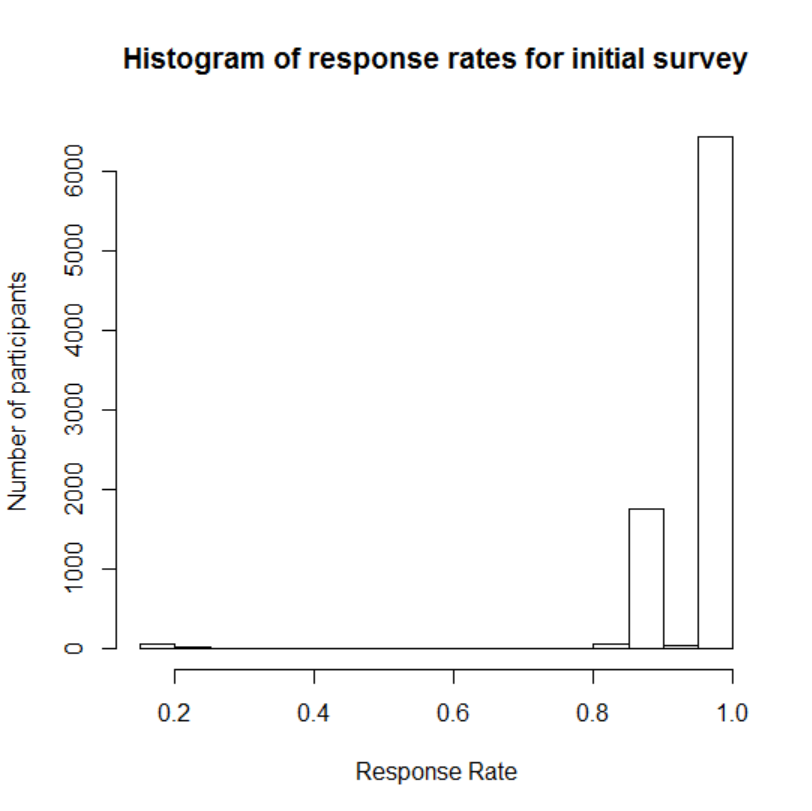 Histogram of response rates for initial survey
Number of participants
6000
5000
4000
3000
2000
1000
0
0.2 0.4 0.6 0.8 1.0
Response Rate